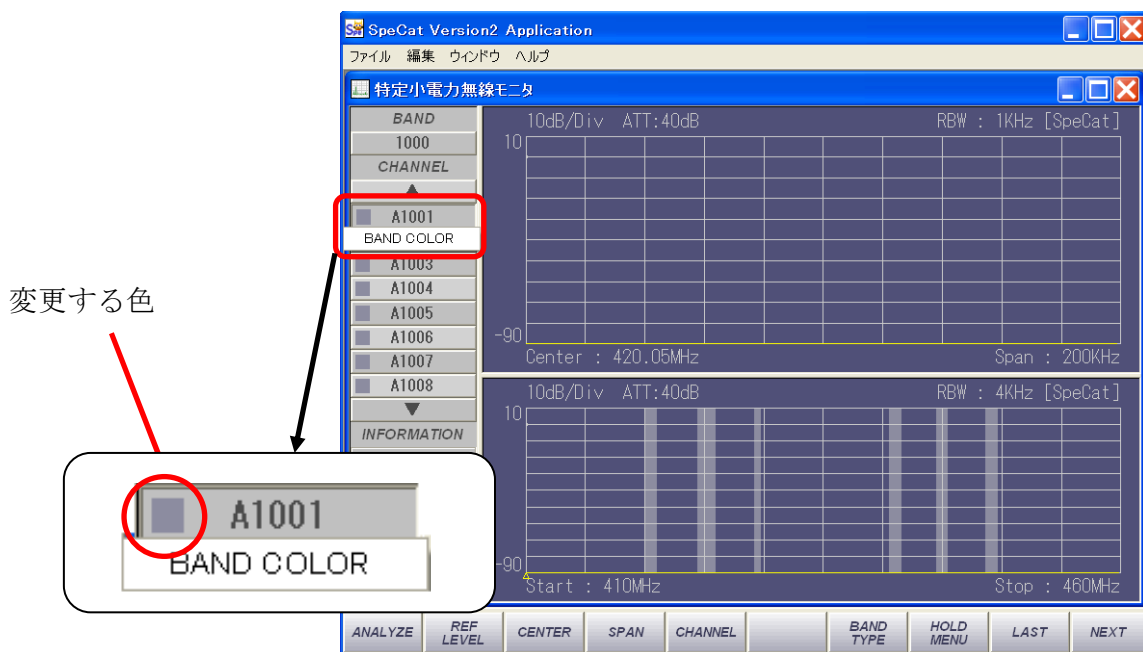 SpeCat Version2 Application
ファイル 編集 ウィンドウ ヘルプ
特定小電力無線モニタ
BAND
1000
CHANNEL
A1001
BAND COLOR
A1003
A1004
A1005
A1006
A1007
A1008
INFORMATION
10dB/Div ATT:40dB RBW : 1KHz [SpeCat]
10
-90
Center : 420.05MHz Span : 200KHz
10dB/Div ATT:40dB RBW : 4KHz [SpeCat]
10
-90
Start : 410MHz Stop : 460MHz
変更する色
A1001
BAND COLOR
ANALYZE REF LEVEL CENTER SPAN CHANNEL BAND TYPE HOLD MENU LAST NEXT